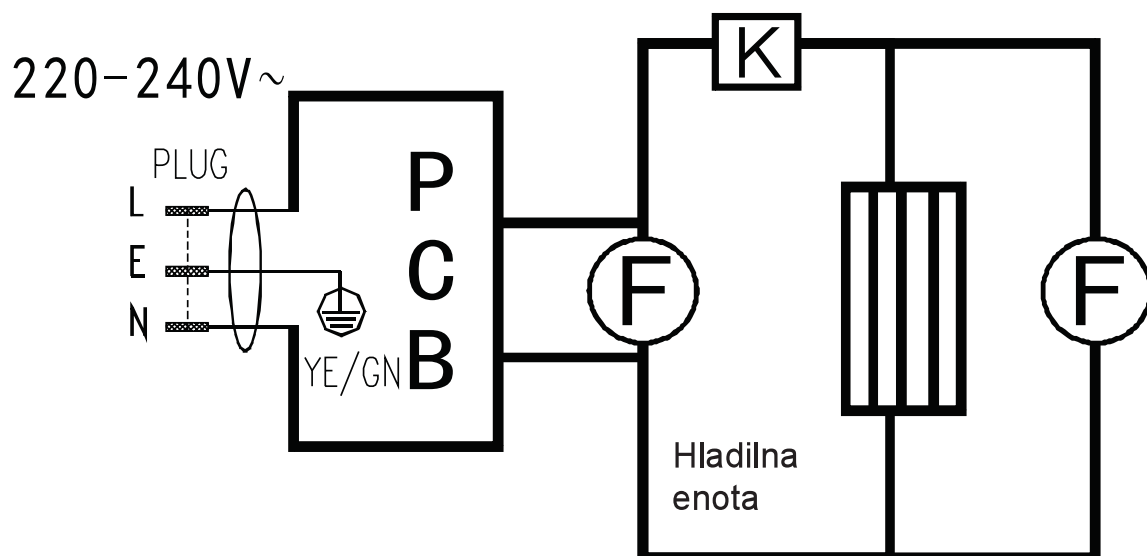 220-240V~
PLUG
L
E
N
YE/GN
P
C
B
K
F
F
Hladilna
enota